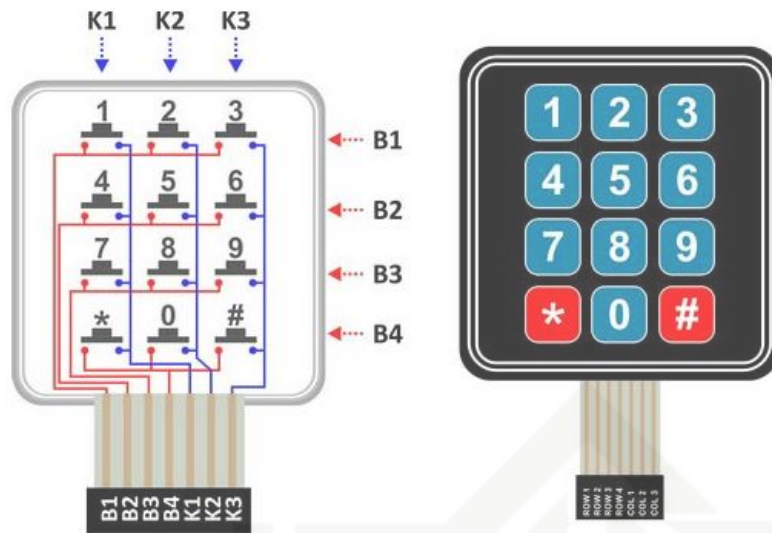 K1 K2 K3
1 2 3
B1
4 5 6
B2
7 8 9
B3
* 0 #
B4
B1 B2 B3 B4 K1 K2 K3
1 2 3
4 5 6
7 8 9
* 0 #
ROW 1 ROW 2 ROW 3 ROW 4 COL 1 COL 2 COL 3